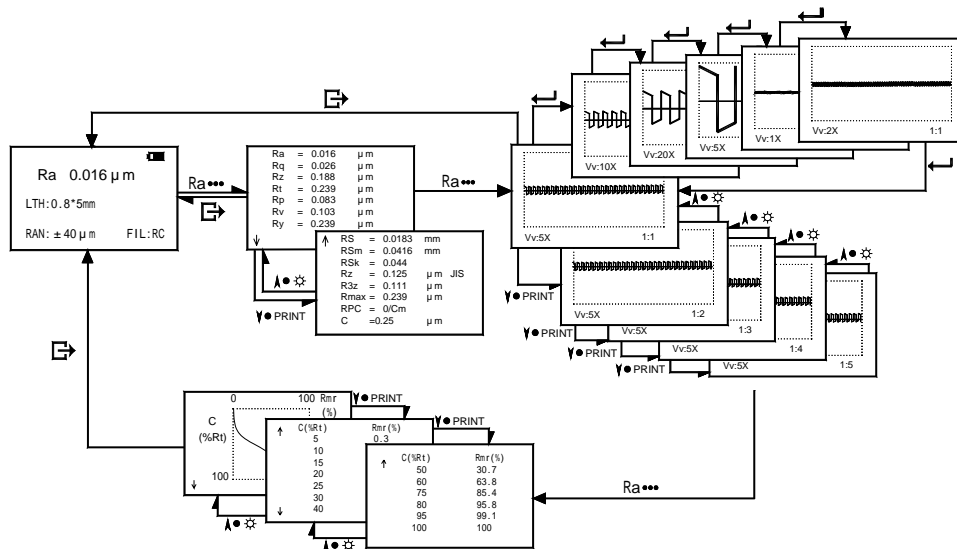 Ra 0.016 µm
LTH:0.8*5mm
RAN: ± 40 µm FIL:RC
Ra•••
Ra = 0.016 µm
Rq = 0.026 µm
Rz = 0.188 µm
Rt = 0.239 µm
Rp = 0.083 µm
Rv = 0.103 µm
Ry = 0.239 µm
↓
↑ RS = 0.0183 mm
RSm = 0.0416 mm
RSk = 0.044
Rz = 0.125 µm JIS
R3z = 0.111 µm
Rmax = 0.239 µm
RPC = 0/Cm
C =0.25 µm
● PRINT
Ra•••
Vv:10X
Vv:20X
Vv:5X
Vv:1X
Vv:2X 1:1
Vv:5X 1:1
● PRINT
Vv:5X 1:2
● PRINT
Vv:5X 1:3
● PRINT
Vv:5X 1:4
● PRINT
Vv:5X 1:5
Ra•••
0 100 Rmr
(%)
C
(%Rt)
100
↓
● PRINT
↑ C(%Rt) Rmr(%)
5 0.3
10
15
20
25
30
↓ 40
● PRINT
↑ C(%Rt) Rmr(%)
50 30.7
60 63.8
75 85.4
80 95.8
95 99.1
100 100